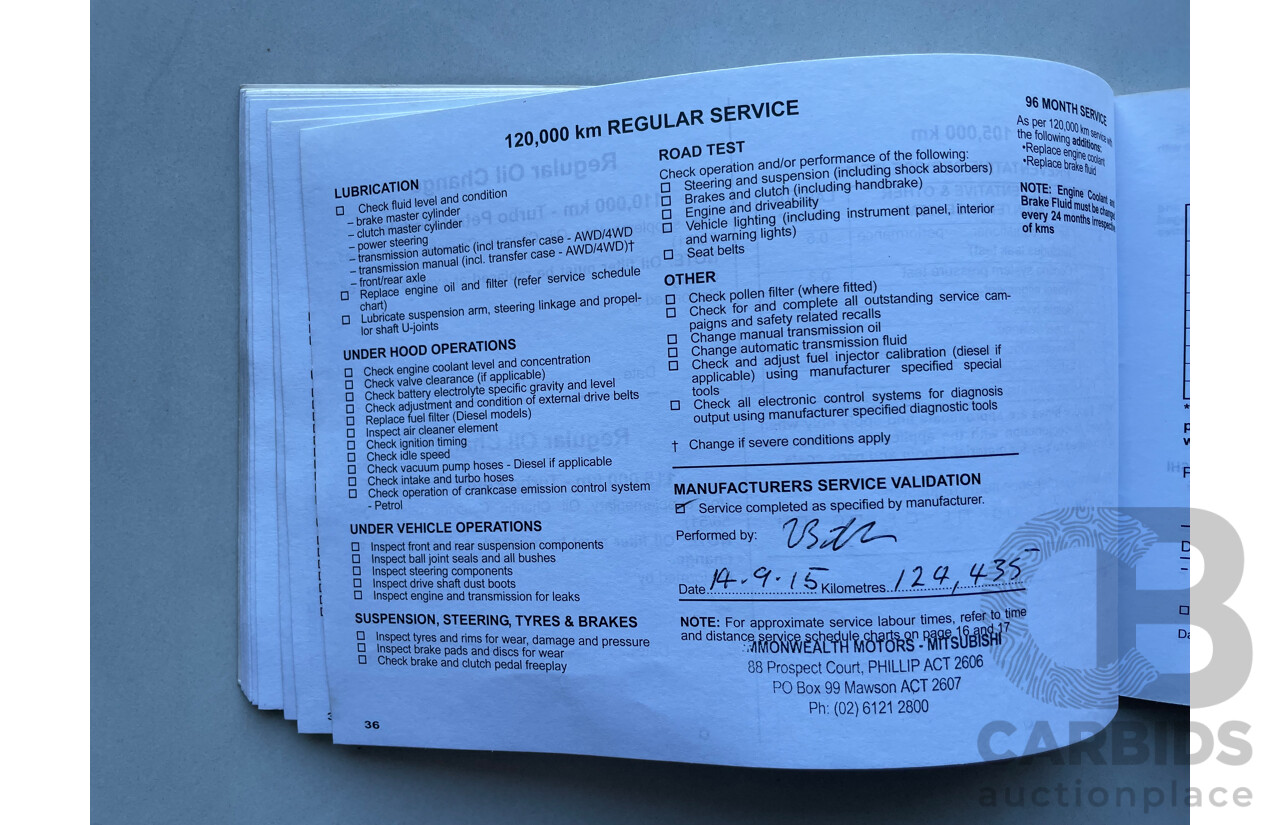 120,000 km REGULAR SERVICE
LUBRICATION
Check fluid level and condition
– brake master cylinder
– clutch master cylinder
– power steering
– transmission automatic (incl transfer case - AWD/4WD
– transmission manual (incl. transfer case - AWD/4WD)†
– front/rear axle
Replace engine oil and filter (refer service schedule
chart)
Lubricate suspension arm, steering linkage and propel-
lor shaft U-joints
UNDER HOOD OPERATIONS
Check engine coolant level and concentration
Check valve clearance (if applicable)
Check battery electrolyte specific gravity and level
Check adjustment and condition of external drive belts
Replace fuel filter (Diesel models)
Inspect air cleaner element
Check ignition timing
Check idle speed
Check vacuum pump hoses - Diesel if applicable
Check intake and turbo hoses
Check operation of crankcase emission control system
- Petrol
UNDER VEHICLE OPERATIONS
Inspect front and rear suspension components
Inspect ball joint seals and all bushes
Inspect steering components
Inspect drive shaft dust boots
Inspect engine and transmission for leaks
SUSPENSION, STEERING, TYRES & BRAKES
Inspect tyres and rims for wear, damage and pressure
Inspect brake pads and discs for wear
Check brake and clutch pedal freeplay
36
ROAD TEST
Check operation and/or performance of the following:
Steering and suspension (including shock absorbers)
Brakes and clutch (including handbrake)
Engine and driveability
Vehicle lighting (including instrument panel, interior
and warning lights)
Seat belts
OTHER
Check pollen filter (where fitted)
Check for and complete all outstanding service cam-
paigns and safety related recalls
Change manual transmission oil
Change automatic transmission fluid
Check and adjust fuel injector calibration (diesel if
applicable) using manufacturer specified special
tools
Check all electronic control systems for diagnosis
output using manufacturer specified diagnostic tools
† Change if severe conditions apply
MANUFACTURERS SERVICE VALIDATION
Service completed as specified by manufacturer.
Performed by:
Date 14.9.15 Kilometres 124,435
NOTE: For approximate service labour times, refer to time
and distance service schedule charts on page 16 and 17
MMONWEALTH MOTORS - MITSUBISHI
88 Prospect Court, PHILLIP ACT 2606
PO Box 99 Mawson ACT 2607
Ph: (02) 6121 2800
96 MONTH SERVICE
As per 120,000 km service with
the following additions:
•Replace engine coolant
•Replace brake fluid
NOTE: Engine Coolant and
Brake Fluid must be changed
every 24 months irrespective
of kms
CB
CARBIDS
auctionplace